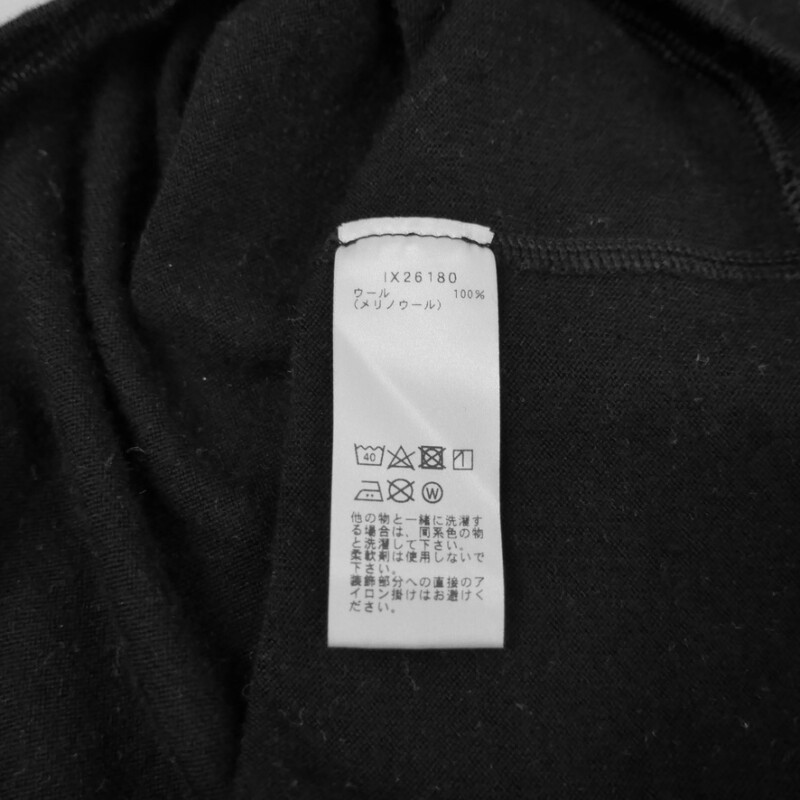 IX26180
ウール 100%
(メリノウール)
40
W
他の物と一緒に洗濯す
る場合は、同系色の物
と洗濯して下さい。
柔軟剤は使用しないで
下さい。
装飾部分への直接のア
イロン掛けはお避けく
ださい。